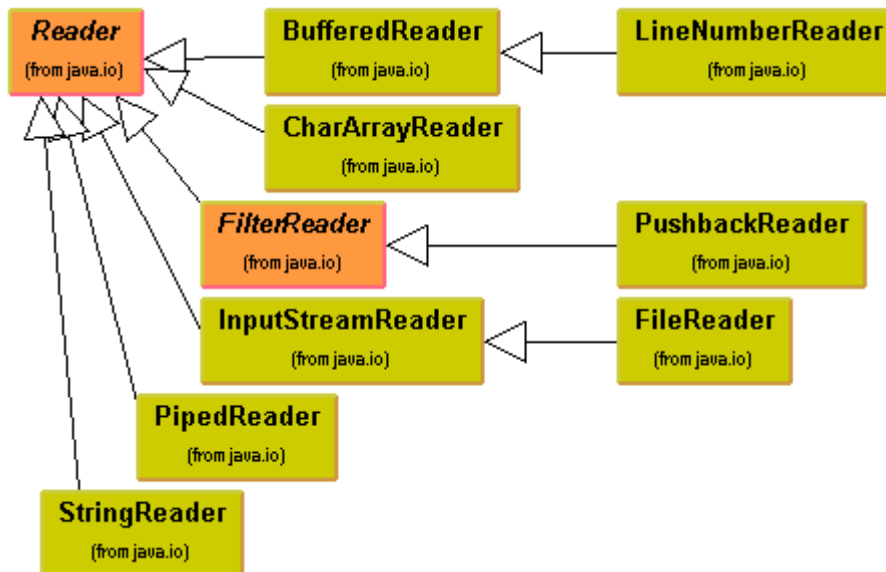 Reader
(from java.io)
BufferedReader
(from java.io)
LineNumberReader
(from java.io)
CharArrayReader
(from java.io)
FilterReader
(from java.io)
PushbackReader
(from java.io)
InputStreamReader
(from java.io)
FileReader
(from java.io)
PipedReader
(from java.io)
StringReader
(from java.io)